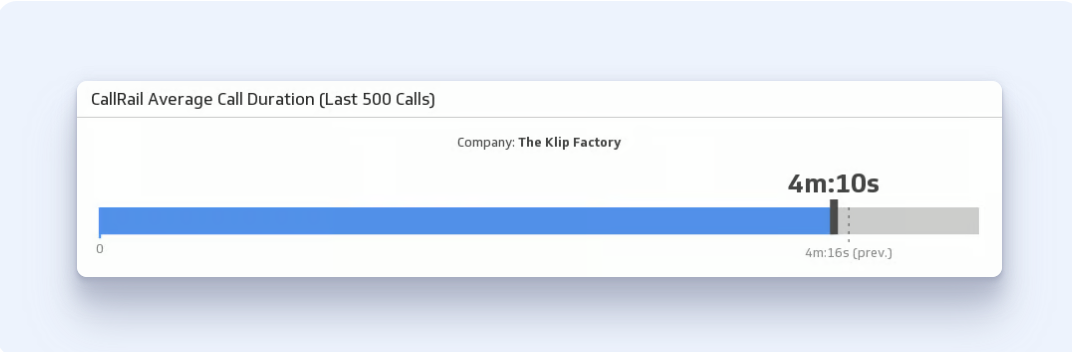 CallRail Average Call Duration (Last 500 Calls)
Company: The Klip Factory
4m:10s
0
4m:16s (prev.)